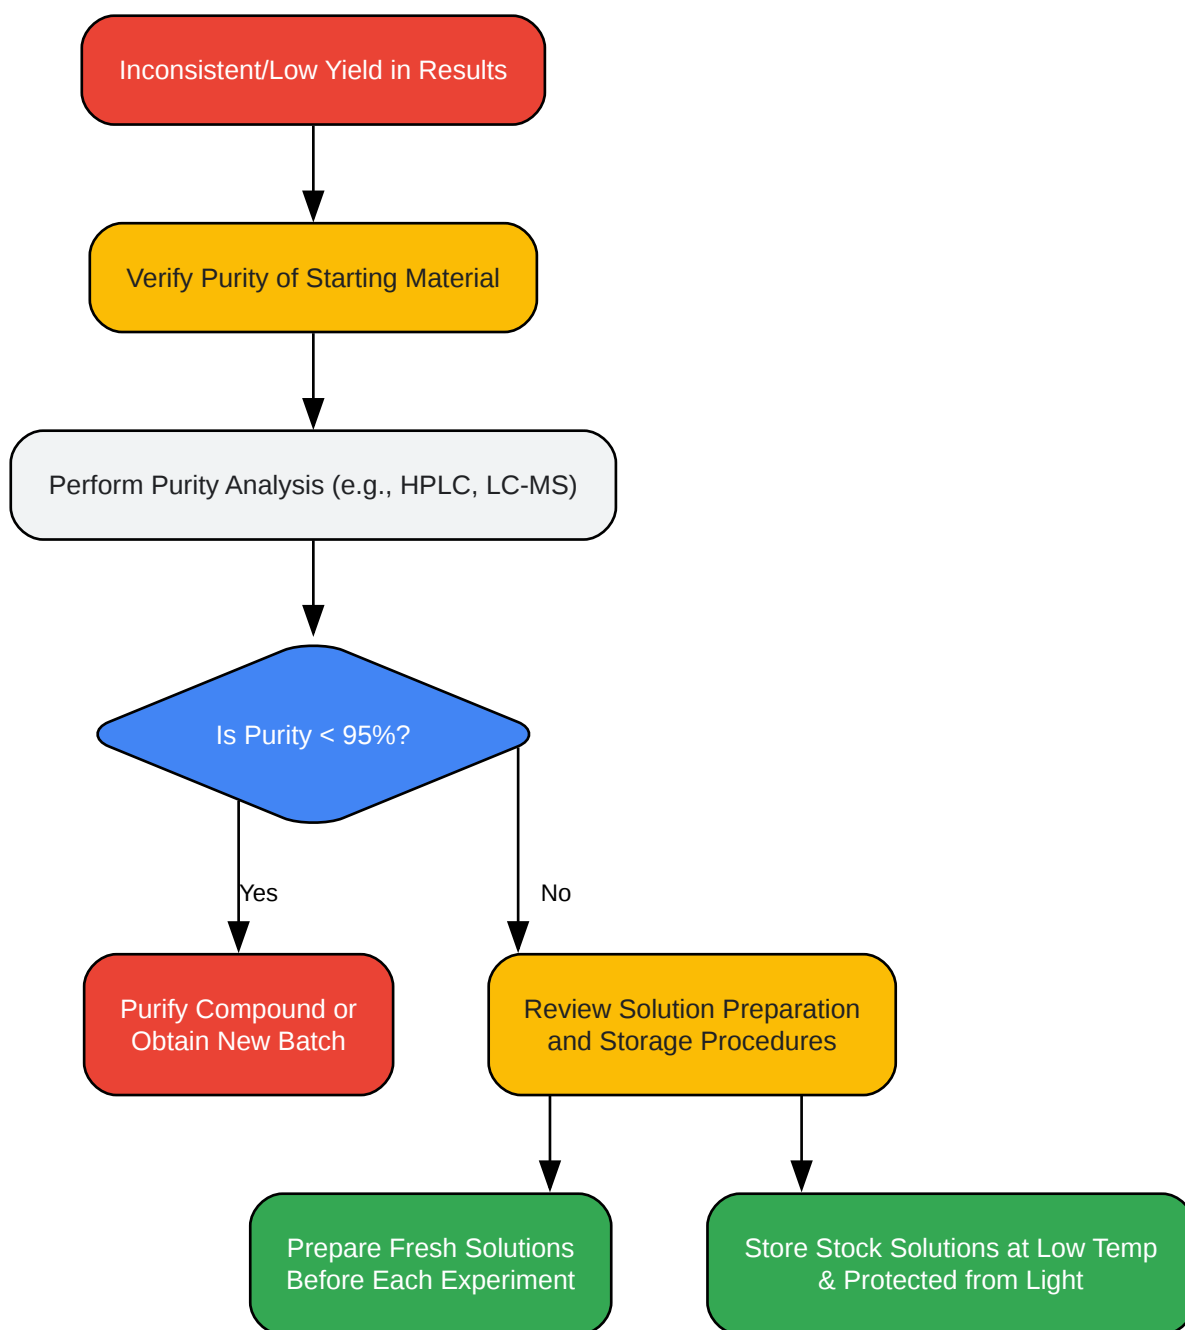 Inconsistent/Low Yield in Results
Verify Purity of Starting Material
Perform Purity Analysis (e.g., HPLC, LC-MS)
Is Purity < 95%?
Yes
No
Purify Compound or
Obtain New Batch
Review Solution Preparation
and Storage Procedures
Prepare Fresh Solutions
Before Each Experiment
Store Stock Solutions at Low Temp
& Protected from Light